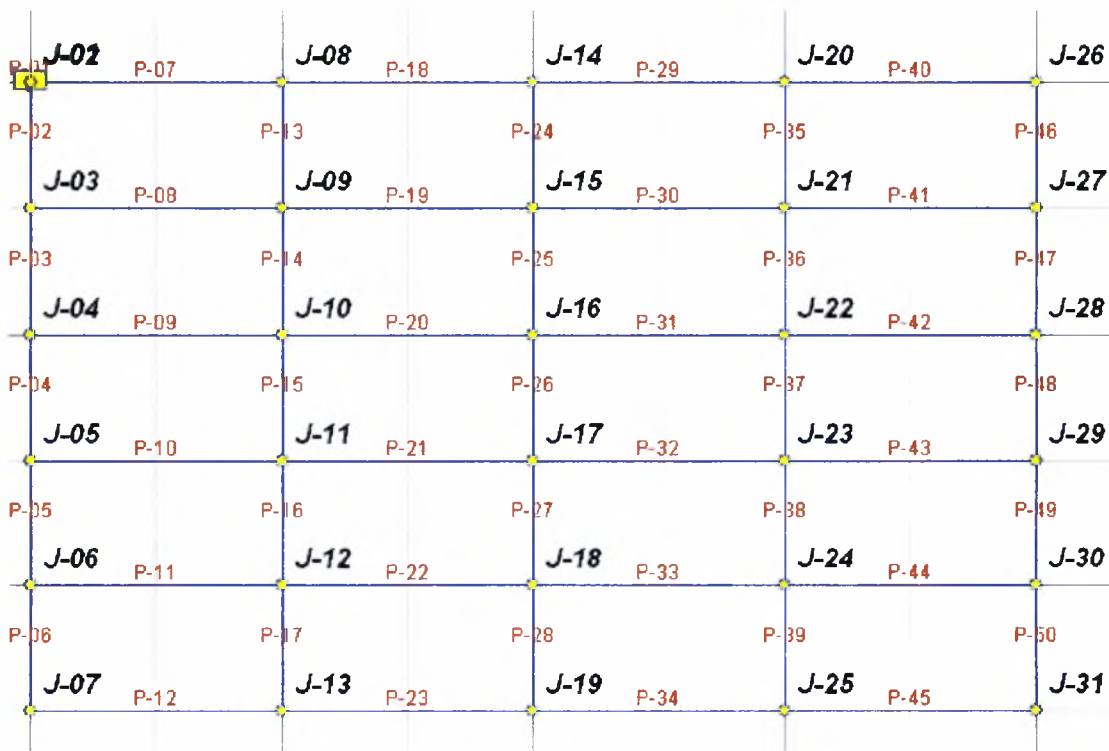 J-02 J-08 J-14 J-20 J-26
P-01 P-07 P-18 P-29 P-40
P-02 P-13 P-24 P-35 P-46
J-03 J-09 J-15 J-21 J-27
P-08 P-19 P-30 P-41
P-03 P-14 P-25 P-36 P-47
J-04 J-10 J-16 J-22 J-28
P-09 P-20 P-31 P-42
P-04 P-15 P-26 P-37 P-48
J-05 J-11 J-17 J-23 J-29
P-10 P-21 P-32 P-43
P-05 P-16 P-27 P-38 P-49
J-06 J-12 J-18 J-24 J-30
P-11 P-22 P-33 P-44
P-06 P-17 P-28 P-39 P-50
J-07 J-13 J-19 J-25 J-31
P-12 P-23 P-34 P-45